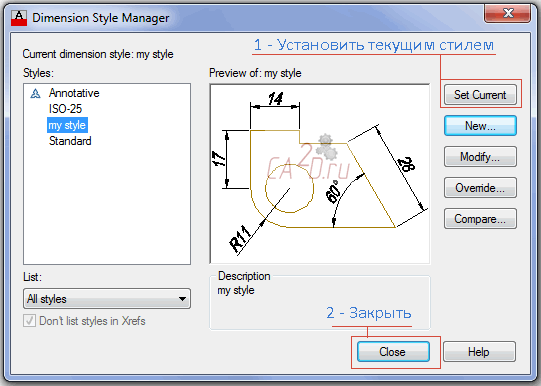 Dimension Style Manager
1 - Установить текущим стилем
Current dimension style: my style
Styles:
Preview of: my style
Annotative
ISO-25
my style
Standard
14
17
28
60°
R11
CA2D.ru
Set Current
New...
Modify...
Override...
Compare...
List:
All styles
Don't list styles in Xrefs
Description
my style
2 - Закрыть
Close
Help